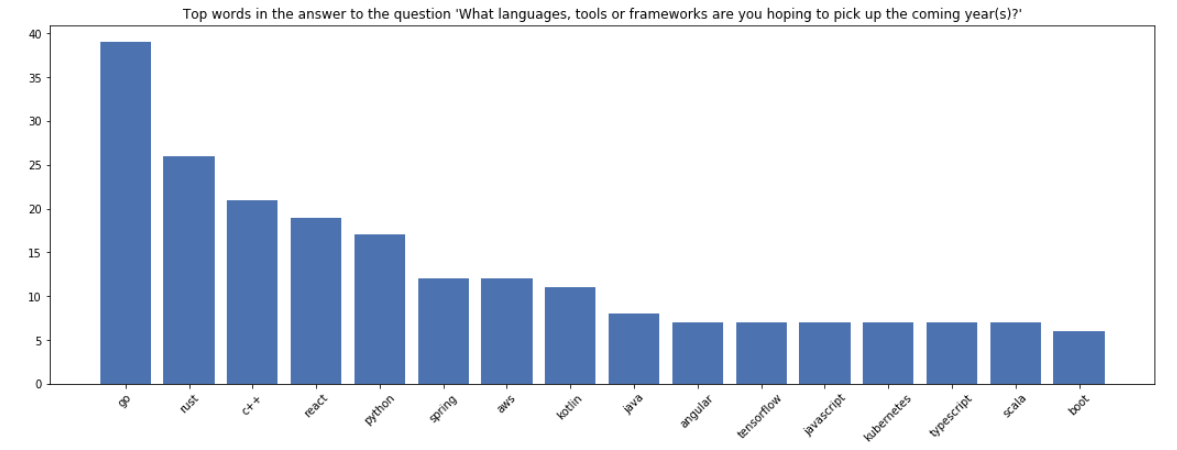 Top words in the answer to the question 'What languages, tools or frameworks are you hoping to pick up the coming year(s)?'
40
35
30
25
20
15
10
5
0
go
rust
c++
react
python
spring
aws
kotlin
java
angular
tensorflow
javascript
kubernetes
typescript
scala
boot